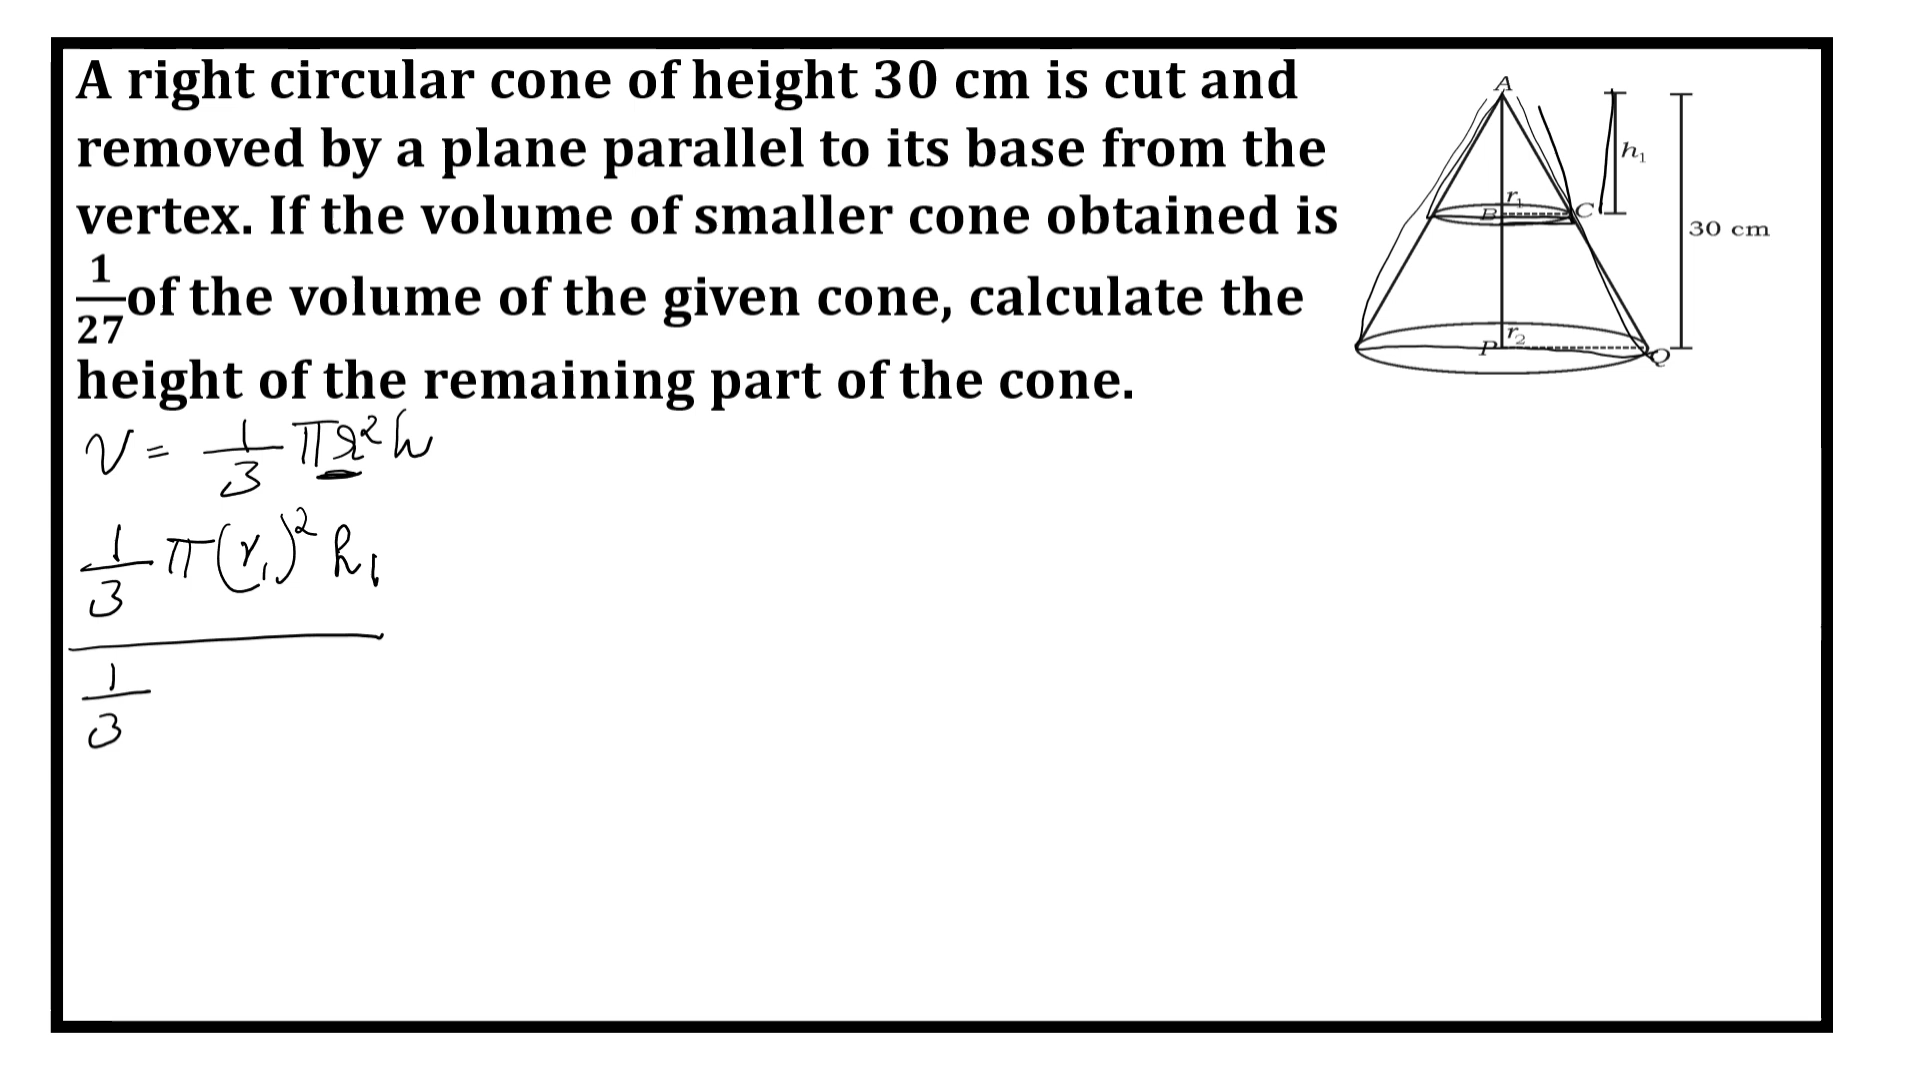 A right circular cone of height 30 cm is cut and
removed by a plane parallel to its base from the
vertex. If the volume of smaller cone obtained is
1/27 of the volume of the given cone, calculate the
height of the remaining part of the cone.
V = 1/3 πr²h
1/3 π(r₁)² h₁
1/3
A
h₁
r₁
B
C
30 cm
r₂
P
Q